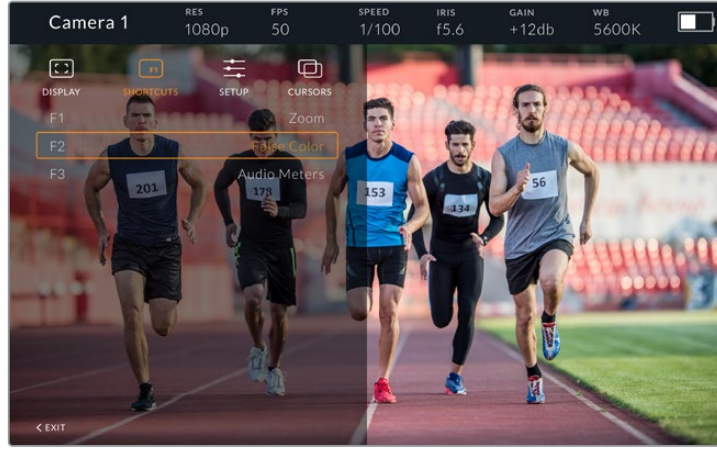 Camera 1
RES FPS SPEED IRIS GAIN WB
1080p 50 1/100 f5.6 +12db 5600K
F1
DISPLAY SHORTCUTS SETUP CURSORS
F1 Zoom
F2 False Color
F3 Audio Meters
201
178
153
134
56
< EXIT